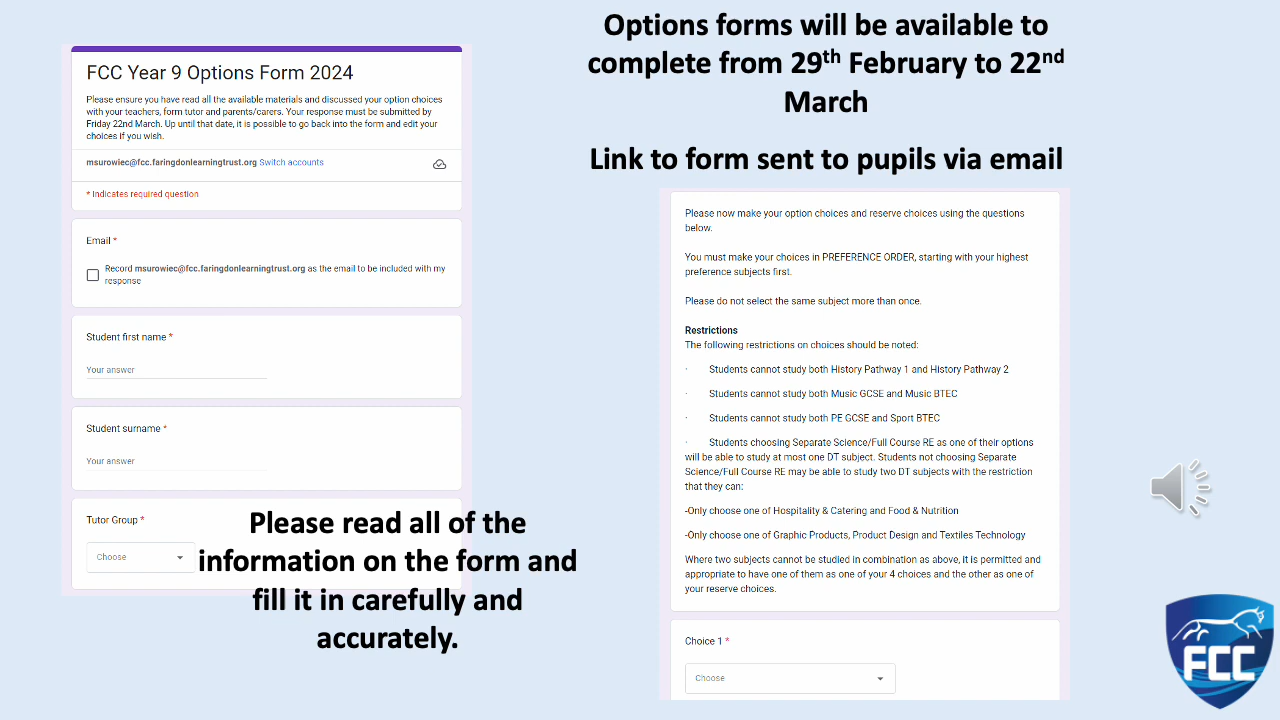 FCC Year 9 Options Form 2024
Please ensure you have read all the available materials and discussed your option choices
with your teachers, form tutor and parents/carers. Your response must be submitted by
Friday 22nd March. Up until that date, it is possible to go back into the form and edit your
choices if you wish.
msurowiec@fcc.faringdonlearningtrust.org Switch accounts
* Indicates required question
Email *
Record msurowiec@fcc.faringdonlearningtrust.org as the email to be included with my
response
Student first name *
Your answer
Student surname *
Your answer
Tutor Group *
Choose
Please read all of the
information on the form and
fill it in carefully and
accurately.
Options forms will be available to
complete from 29th February to 22nd
March
Link to form sent to pupils via email
Please now make your option choices and reserve choices using the questions
below.
You must make your choices in PREFERENCE ORDER, starting with your highest
preference subjects first.
Please do not select the same subject more than once.
Restrictions
The following restrictions on choices should be noted:
· Students cannot study both History Pathway 1 and History Pathway 2
· Students cannot study both Music GCSE and Music BTEC
· Students cannot study both PE GCSE and Sport BTEC
· Students choosing Separate Science/Full Course RE as one of their options
will be able to study at most one DT subject. Students not choosing Separate
Science/Full Course RE may be able to study two DT subjects with the restriction
that they can:
-Only choose one of Hospitality & Catering and Food & Nutrition
-Only choose one of Graphic Products, Product Design and Textiles Technology
Where two subjects cannot be studied in combination as above, it is permitted and
appropriate to have one of them as one of your 4 choices and the other as one of
your reserve choices.
Choice 1 *
Choose
FCC